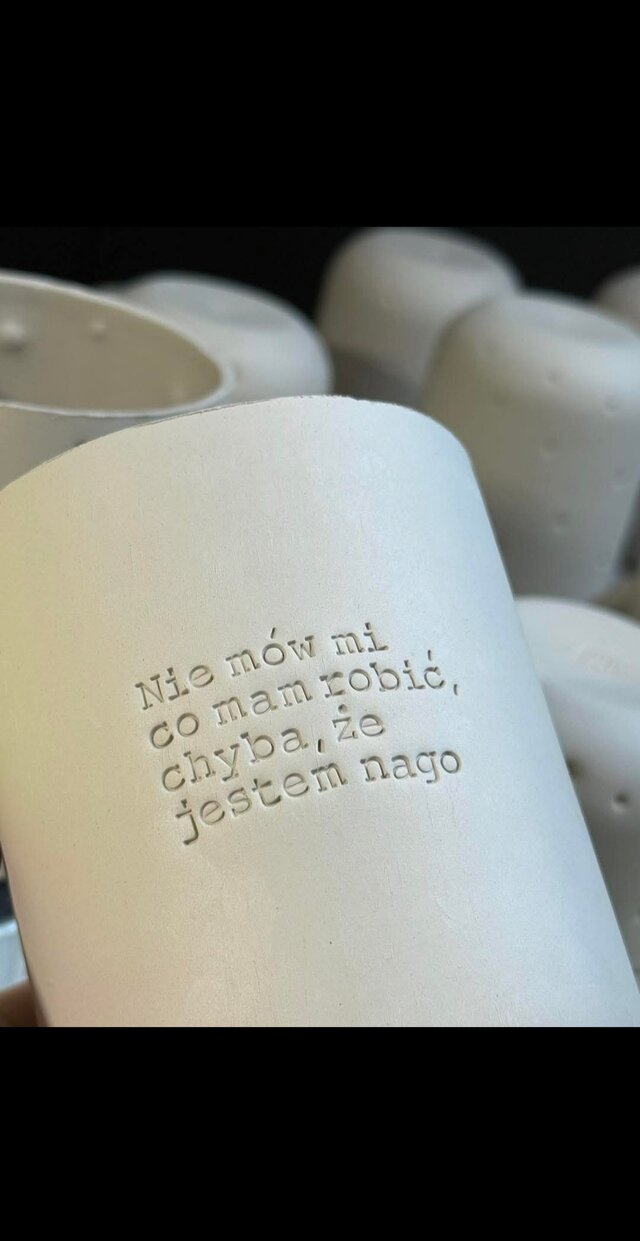 Nie mów mi
co mam robić,
chyba, że
jestem nago